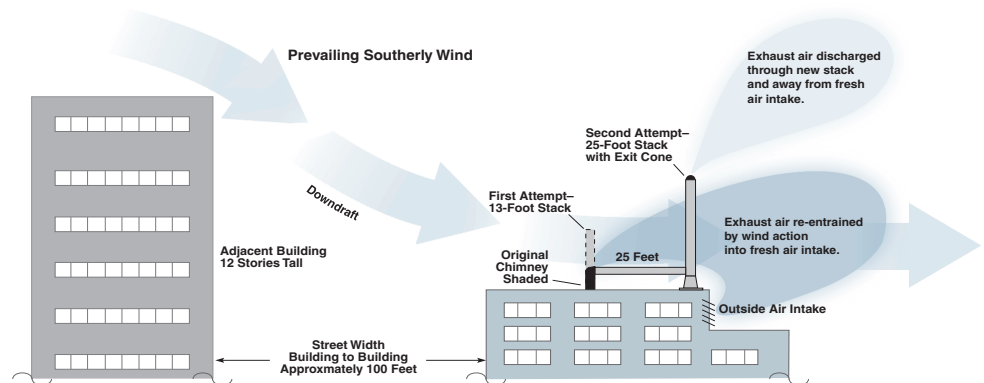 Prevailing Southerly Wind
Exhaust air discharged
through new stack
and away from fresh
air intake.
Second Attempt–
25-Foot Stack
with Exit Cone
Downdraft
First Attempt–
13-Foot Stack
Exhaust air re-entrained
by wind action
into fresh air intake.
Adjacent Building
12 Stories Tall
Original
Chimney
Shaded
25 Feet
Outside Air Intake
Street Width
Building to Building
Approxmately 100 Feet